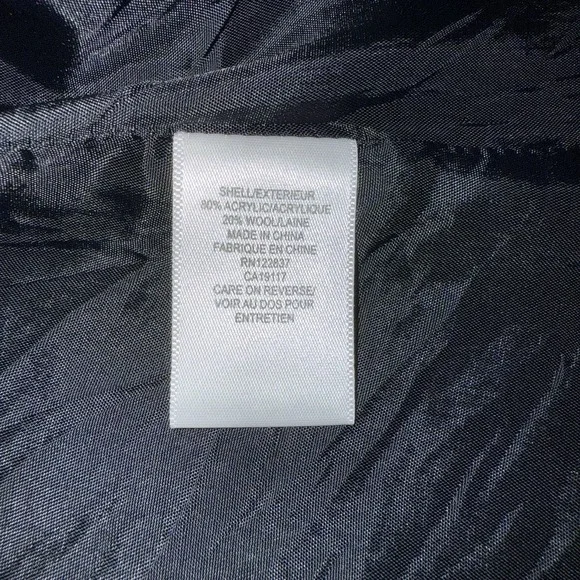 SHELL/EXTERIEUR
80% ACRYLIC/ACRYLIQUE
20% WOOL/LAINE
MADE IN CHINA
FABRIQUE EN CHINE
RN122837
CA19117
CARE ON REVERSE/
VOIR AU DOS POUR
ENTRETIEN